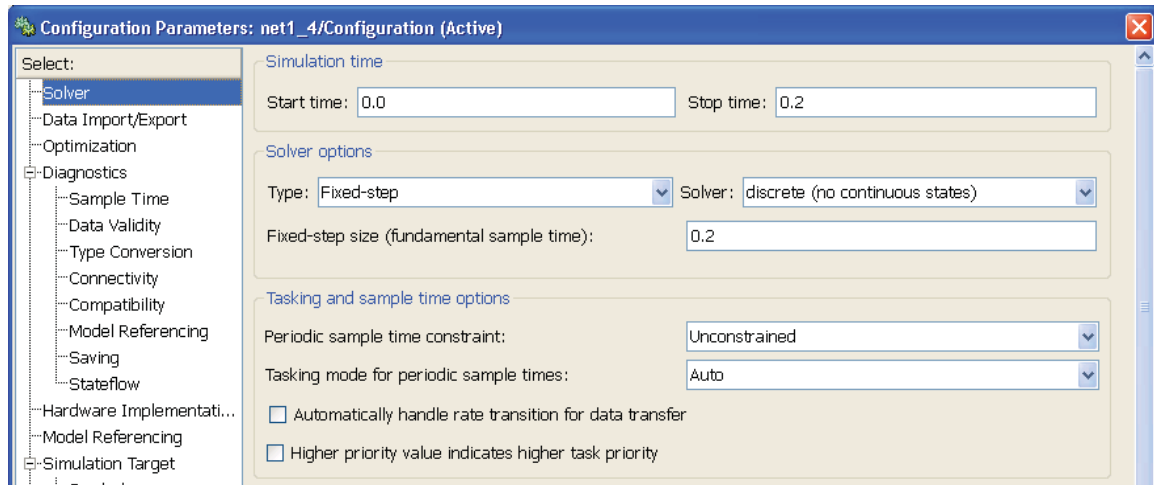 Configuration Parameters: net1_4/Configuration (Active)
Select:
Solver
Data Import/Export
Optimization
Diagnostics
Sample Time
Data Validity
Type Conversion
Connectivity
Compatibility
Model Referencing
Saving
Stateflow
Hardware Implementati...
Model Referencing
Simulation Target
Simulation time
Start time: 0.0 Stop time: 0.2
Solver options
Type: Fixed-step Solver: discrete (no continuous states)
Fixed-step size (fundamental sample time): 0.2
Tasking and sample time options
Periodic sample time constraint: Unconstrained
Tasking mode for periodic sample times: Auto
Automatically handle rate transition for data transfer
Higher priority value indicates higher task priority